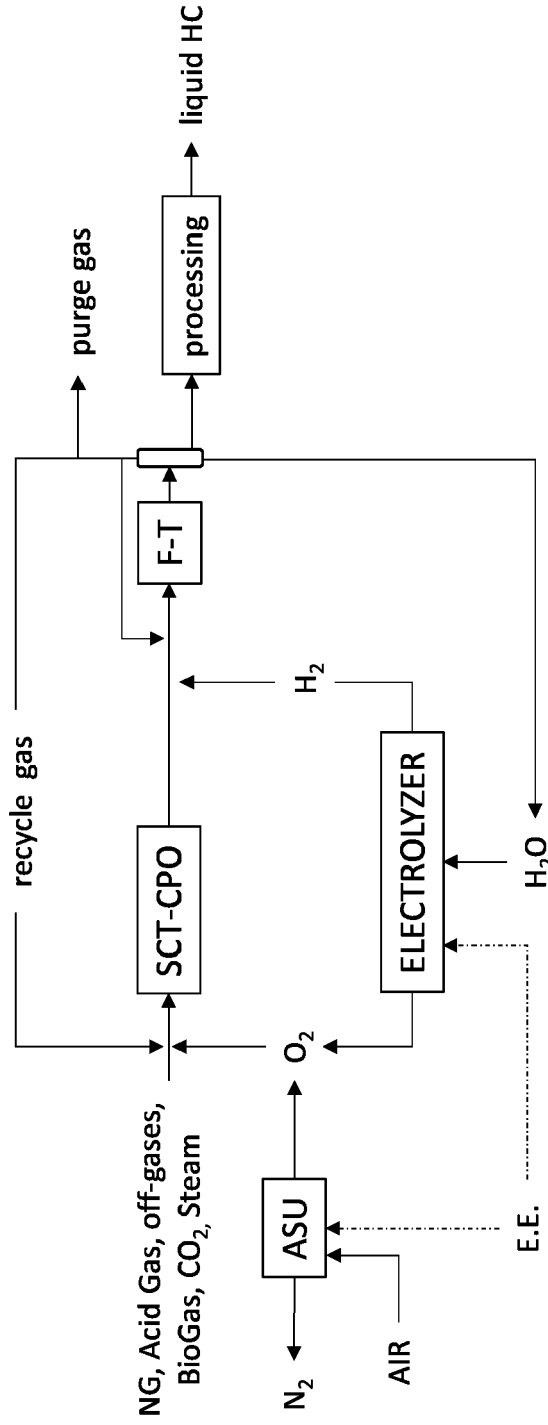 recycle gas
purge gas
NG, Acid Gas, off-gases,
BioGas, CO₂, Steam
SCT-CPO
F-T
processing
liquid HC
N₂
ASU
O₂
H₂
AIR
ELECTROLYZER
E.E.
H₂O